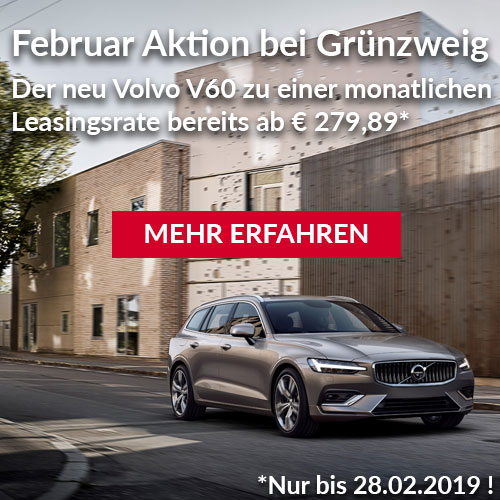 Februar Aktion bei Grünzweig
Der neu Volvo V60 zu einer monatlichen
Leasingsrate bereits ab € 279,89*
MEHR ERFAHREN
*Nur bis 28.02.2019 !